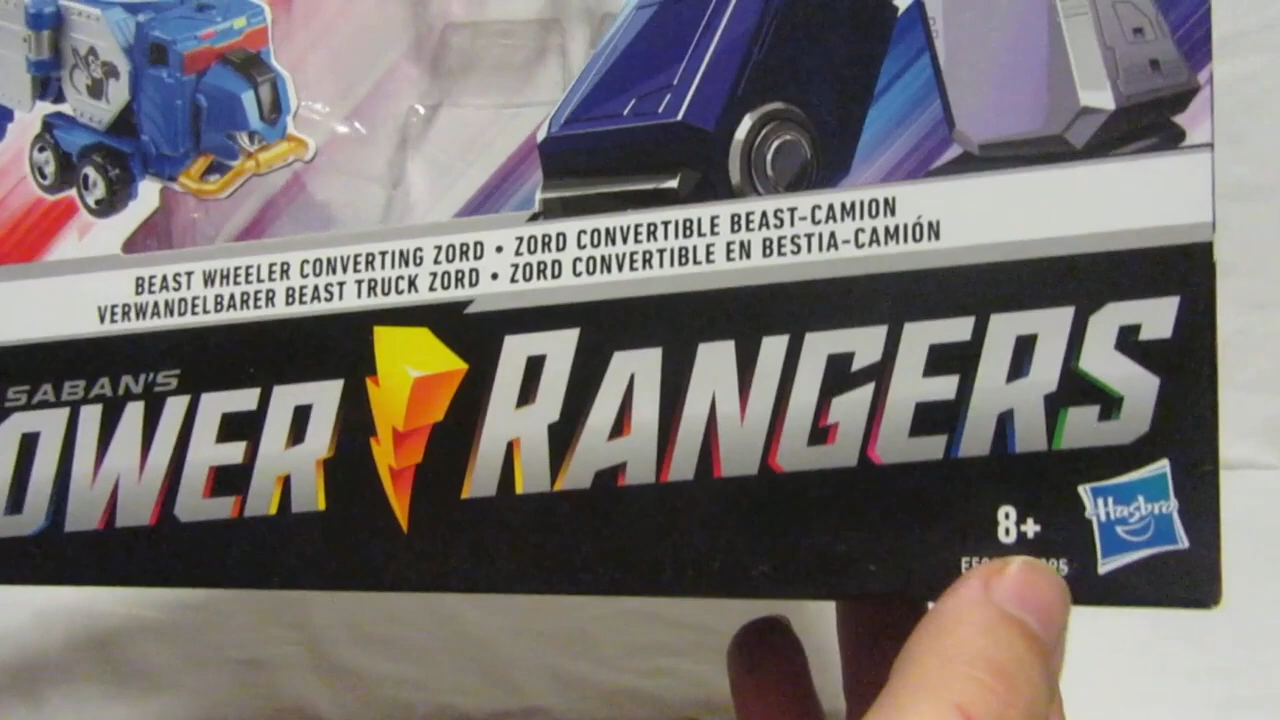 BEAST WHEELER CONVERTING ZORD • ZORD CONVERTIBLE BEAST-CAMION
VERWANDELBARER BEAST TRUCK ZORD • ZORD CONVERTIBLE EN BESTIA-CAMIÓN
SABAN'S
OWER RANGERS
8+
Hasbro